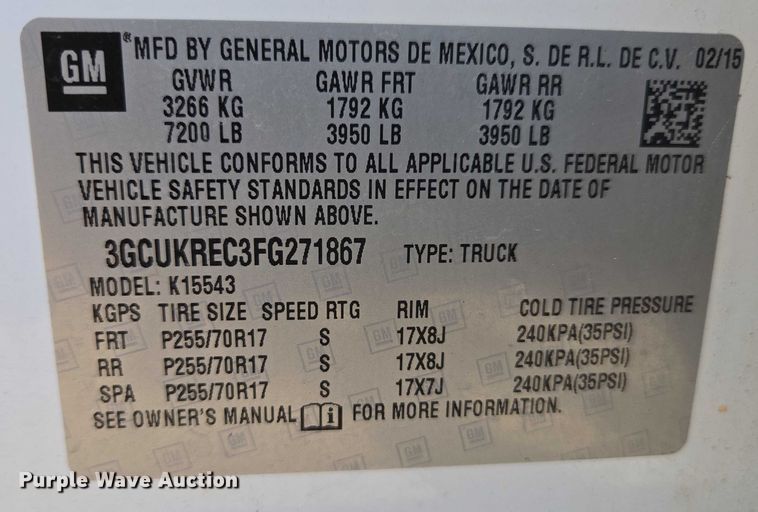 GM ® MFD BY GENERAL MOTORS DE MEXICO, S. DE R.L. DE C.V. 02/15
GVWR GAWR FRT GAWR RR
3266 KG 1792 KG 1792 KG
7200 LB 3950 LB 3950 LB
THIS VEHICLE CONFORMS TO ALL APPLICABLE U.S. FEDERAL MOTOR
VEHICLE SAFETY STANDARDS IN EFFECT ON THE DATE OF
MANUFACTURE SHOWN ABOVE.
3GCUKREC3FG271867 TYPE: TRUCK
MODEL: K15543
KGPS TIRE SIZE SPEED RTG RIM COLD TIRE PRESSURE
FRT P255/70R17 S 17X8J 240KPA(35PSI)
RR P255/70R17 S 17X8J 240KPA(35PSI)
SPA P255/70R17 S 17X7J 240KPA(35PSI)
SEE OWNER'S MANUAL i FOR MORE INFORMATION.
Purple Wave Auction